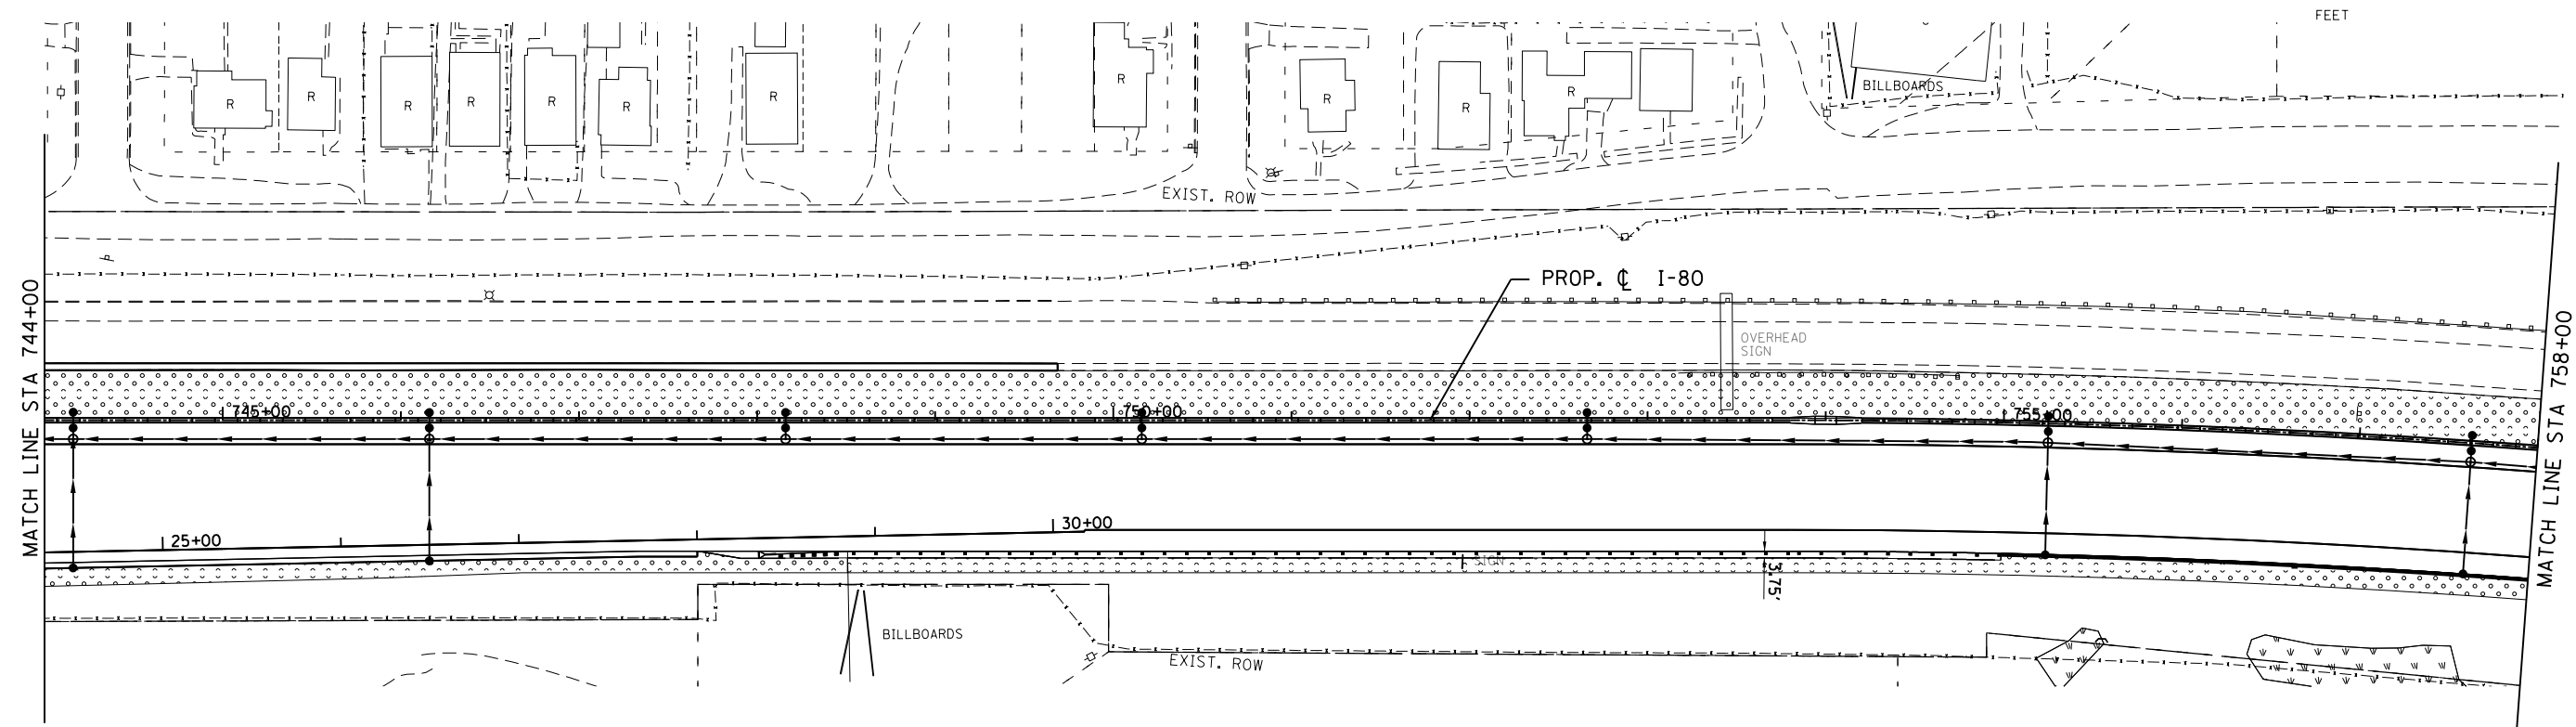 FEET
BILLBOARDS
R
R
R
R
R
R
R
R
R
R
R
EXIST. ROW
PROP. ℄ I-80
OVERHEAD
SIGN
MATCH LINE STA 744+00
MATCH LINE STA 758+00
745+00
750+00
755+00
25+00
30+00
SIGN
3.75'
BILLBOARDS
EXIST. ROW